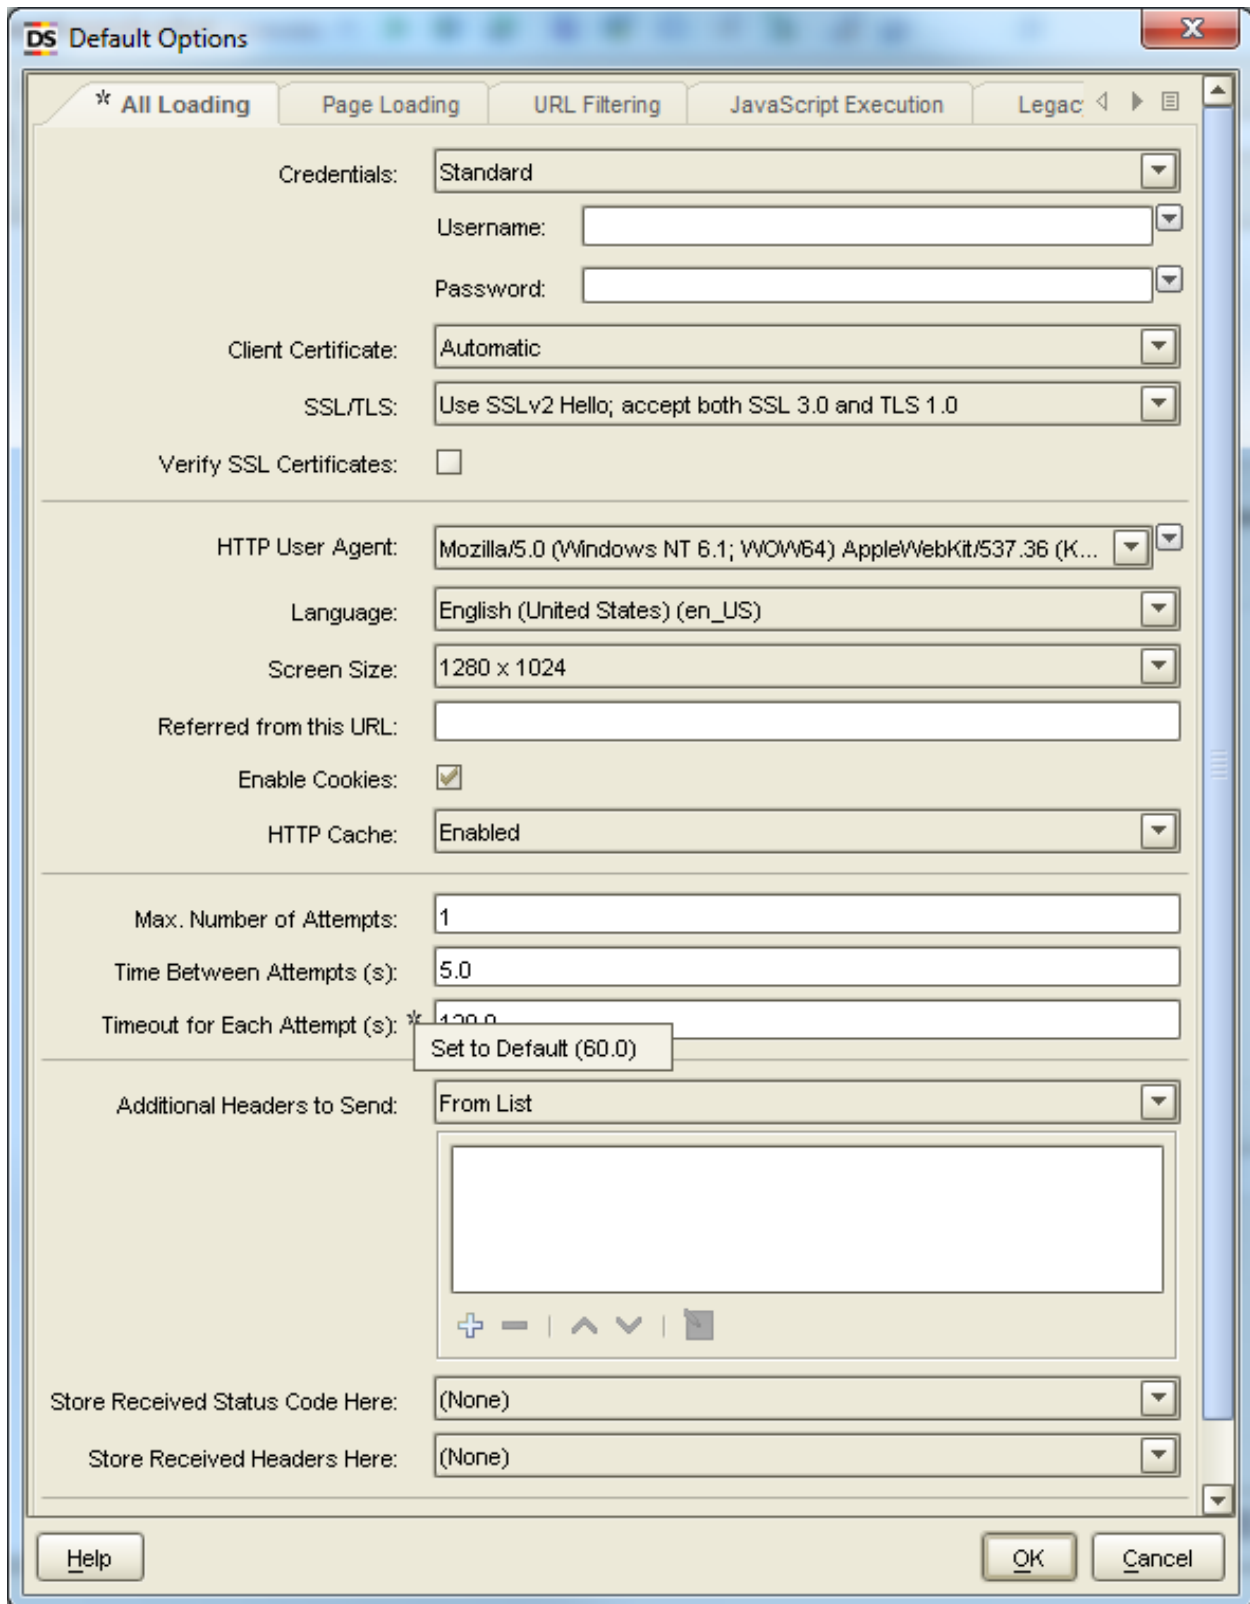 DS Default Options
* All Loading Page Loading URL Filtering JavaScript Execution Legac
Credentials: Standard
Username:
Password:
Client Certificate: Automatic
SSL/TLS: Use SSLv2 Hello; accept both SSL 3.0 and TLS 1.0
Verify SSL Certificates:
HTTP User Agent: Mozilla/5.0 (Windows NT 6.1; WOW64) AppleWebKit/537.36 (K...
Language: English (United States) (en_US)
Screen Size: 1280 x 1024
Referred from this URL:
Enable Cookies:
HTTP Cache: Enabled
Max. Number of Attempts: 1
Time Between Attempts (s): 5.0
Timeout for Each Attempt (s): * 120.0
Set to Default (60.0)
Additional Headers to Send: From List
Store Received Status Code Here: (None)
Store Received Headers Here: (None)
Help OK Cancel